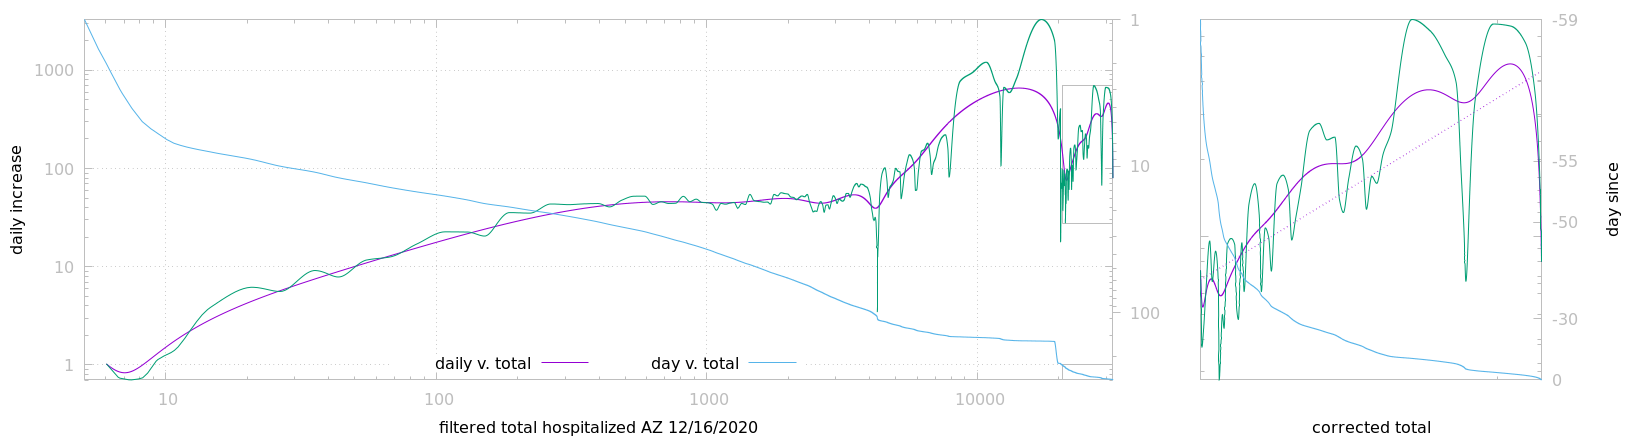 1000
100
10
1
daily increase
10
100
1000
10000
1
10
100
daily v. total
day v. total
filtered total hospitalized AZ 12/16/2020
-59
-55
-50
-30
0
day since
corrected total